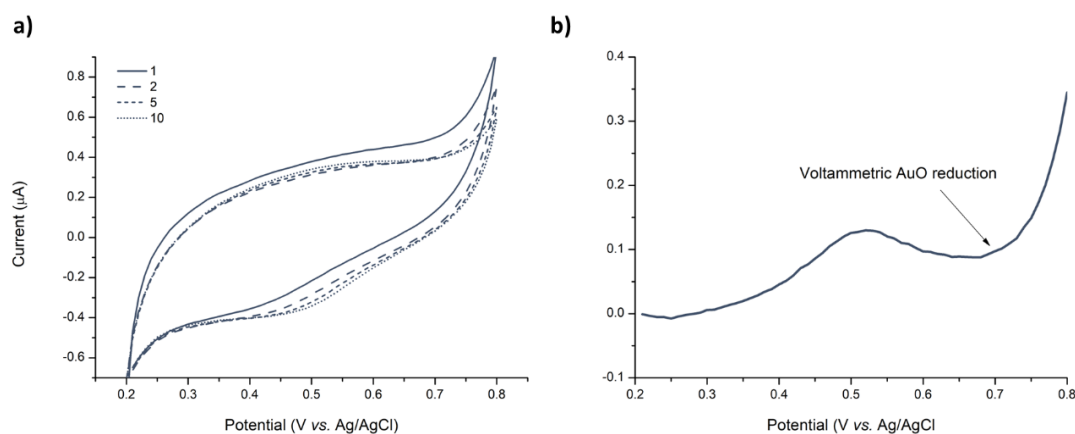 a)
0.8
0.6
0.4
0.2
0.0
-0.2
-0.4
-0.6
Current (μA)
1
2
5
10
0.2 0.3 0.4 0.5 0.6 0.7 0.8
Potential (V vs. Ag/AgCl)
b)
0.4
0.3
0.2
0.1
0.0
-0.1
Voltammetric AuO reduction
0.2 0.3 0.4 0.5 0.6 0.7 0.8
Potential (V vs. Ag/AgCl